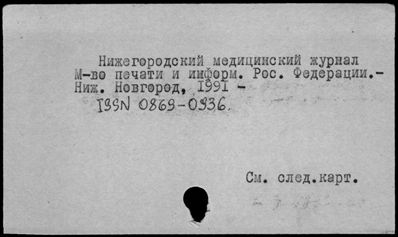 Нижегородский медицинский журнал
М-во печати и информ. Рос. Федерации.-
Ниж. Новгород, 1991 -
ISSN 0869-0936.
См. след.карт.